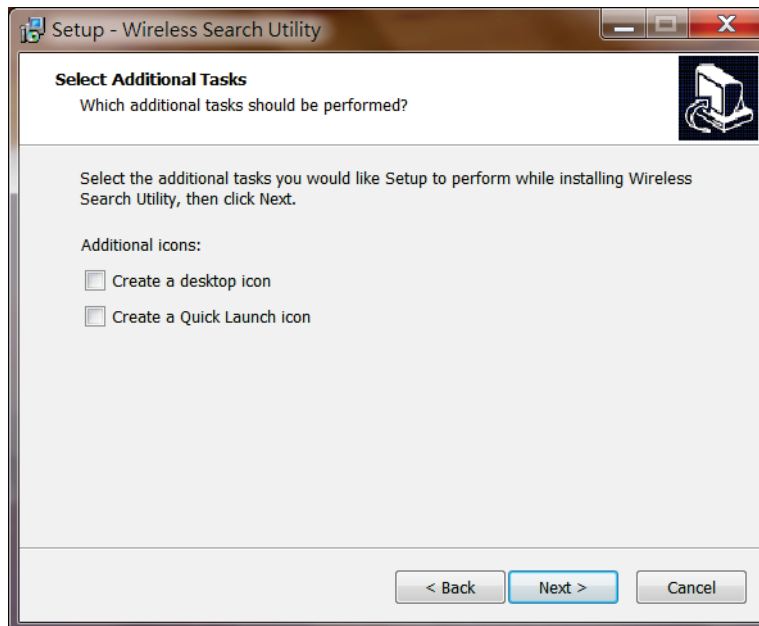 Setup - Wireless Search Utility
Select Additional Tasks
Which additional tasks should be performed?
Select the additional tasks you would like Setup to perform while installing Wireless
Search Utility, then click Next.
Additional icons:
Create a desktop icon
Create a Quick Launch icon
< Back
Next >
Cancel